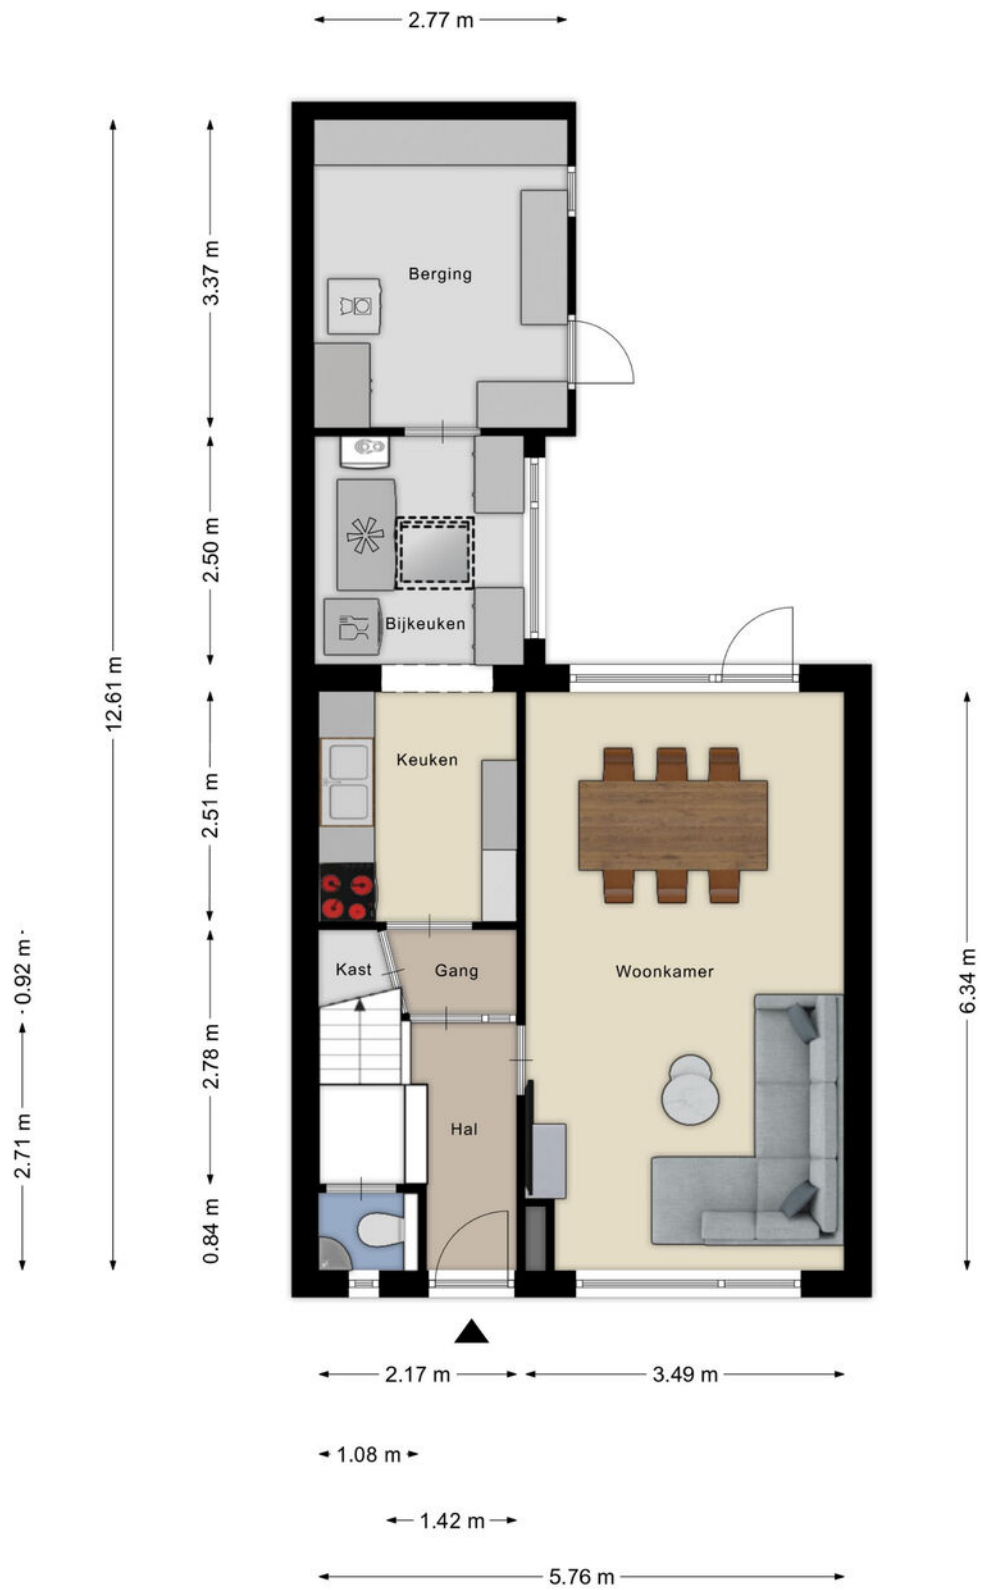 2.77 m
Berging
3.37 m
2.50 m
Bijkeuken
12.61 m
Keuken
2.51 m
Kast
Gang
Woonkamer
0.92 m
6.34 m
2.78 m
Hal
2.71 m
0.84 m
2.17 m
3.49 m
1.08 m
1.42 m
5.76 m